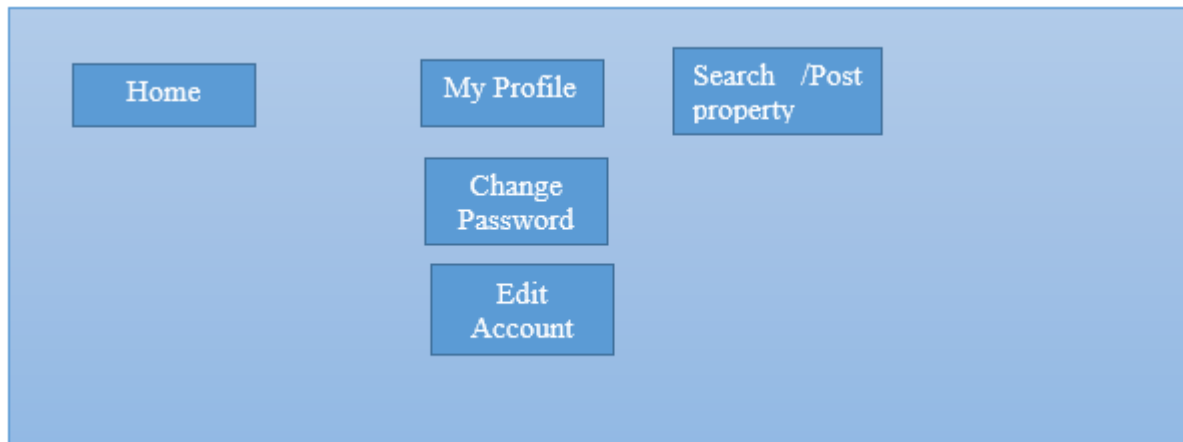 Home
My Profile
Search /Post
property
Change
Password
Edit
Account